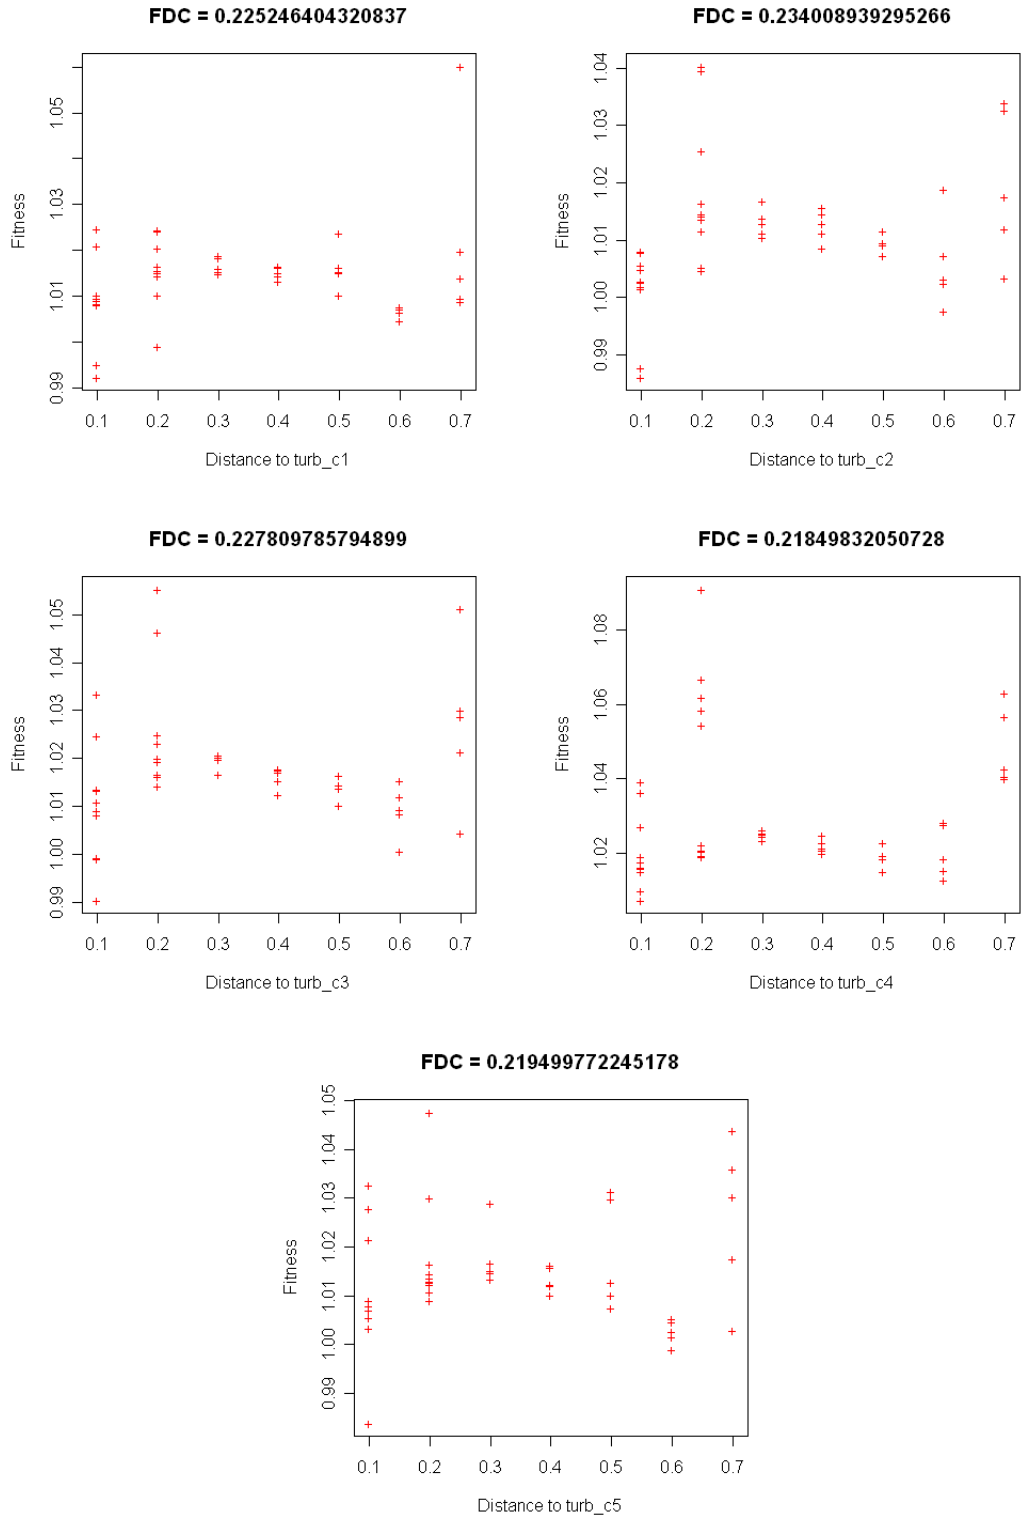 FDC = 0.225246404320837
Fitness
0.99 1.01 1.03 1.05
0.1 0.2 0.3 0.4 0.5 0.6 0.7
Distance to turb_c1
FDC = 0.234008939295266
Fitness
0.99 1.00 1.01 1.02 1.03 1.04
0.1 0.2 0.3 0.4 0.5 0.6 0.7
Distance to turb_c2
FDC = 0.227809785794899
Fitness
0.99 1.00 1.01 1.02 1.03 1.04 1.05
0.1 0.2 0.3 0.4 0.5 0.6 0.7
Distance to turb_c3
FDC = 0.21849832050728
Fitness
1.02 1.04 1.06 1.08
0.1 0.2 0.3 0.4 0.5 0.6 0.7
Distance to turb_c4
FDC = 0.219499772245178
Fitness
0.99 1.00 1.01 1.02 1.03 1.04 1.05
0.1 0.2 0.3 0.4 0.5 0.6 0.7
Distance to turb_c5